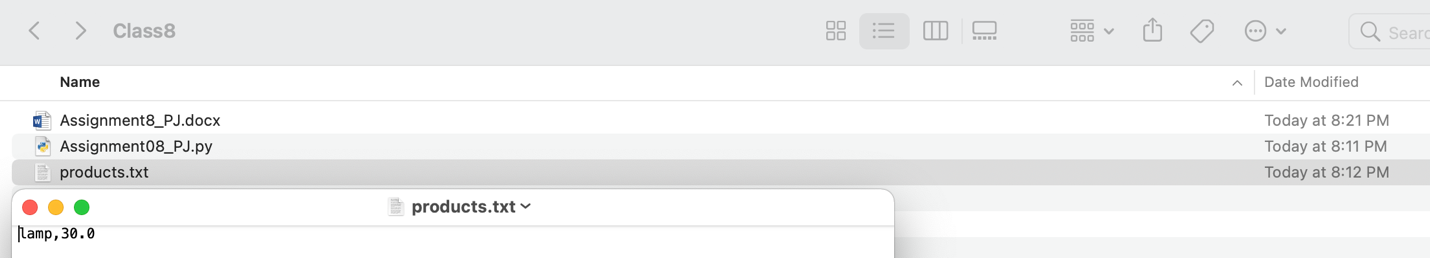 Class8
Sear
Name Date Modified
Assignment8_PJ.docx Today at 8:21 PM
Assignment08_PJ.py Today at 8:11 PM
products.txt Today at 8:12 PM
products.txt
lamp,30.0